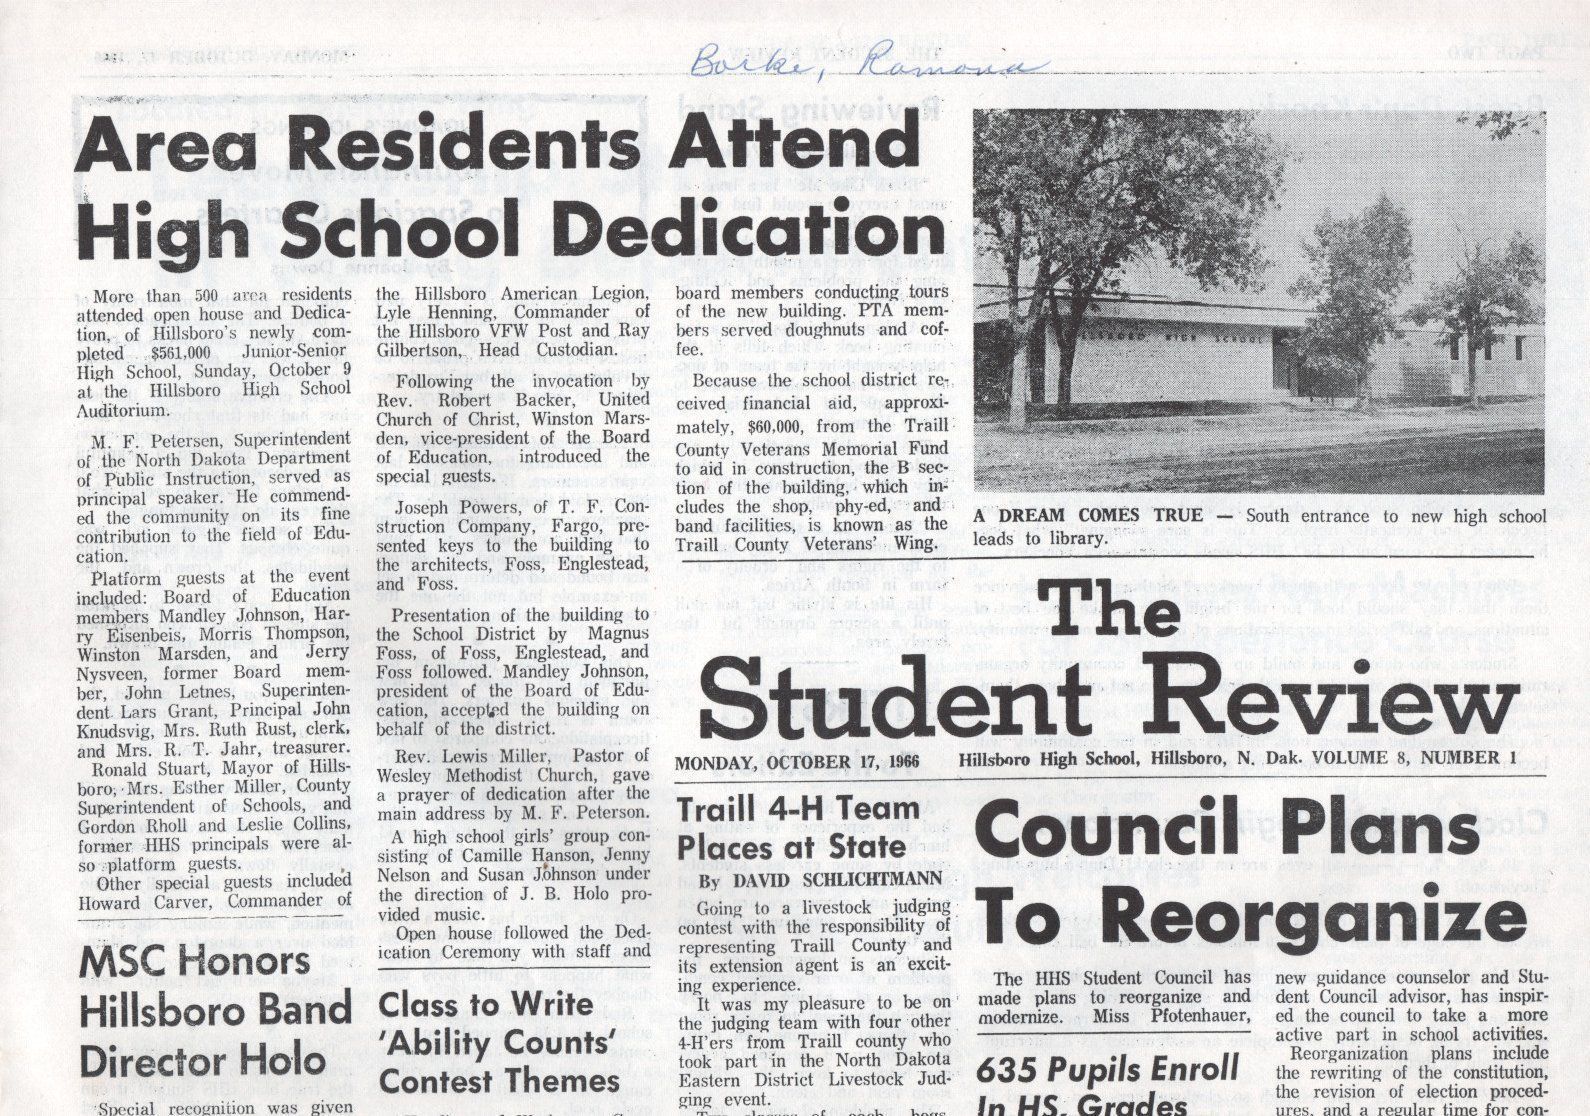 Borke, Ramona
Area Residents Attend
High School Dedication
More than 500 area residents
attended open house and Dedica-
tion, of Hillsboro's newly com-
pleted $561,000 Junior-Senior
High School, Sunday, October 9
at the Hillsboro High School
Auditorium.
M. F. Petersen, Superintendent
of the North Dakota Department
of Public Instruction, served as
principal speaker. He commend-
ed the community on its fine
contribution to the field of Edu-
cation.
Platform guests at the event
included: Board of Education
members Mandley Johnson, Har-
ry Eisenbeis, Morris Thompson,
Winston Marsden, and Jerry
Nysveen, former Board mem-
ber, John Letnes, Superinten-
dent Lars Grant, Principal John
Knudsvig, Mrs. Ruth Rust, clerk,
and Mrs. R. T. Jahr, treasurer.
Ronald Stuart, Mayor of Hills-
boro, Mrs. Esther Miller, County
Superintendent of Schools, and
Gordon Rholl and Leslie Collins,
former HHS principals were al-
so platform guests.
Other special guests included
Howard Carver, Commander of
the Hillsboro American Legion,
Lyle Henning, Commander of
the Hillsboro VFW Post and Ray
Gilbertson, Head Custodian.
Following the invocation by
Rev. Robert Backer, United
Church of Christ, Winston Mars-
den, vice-president of the Board
of Education, introduced the
special guests.
Joseph Powers, of T. F. Con-
struction Company, Fargo, pre-
sented keys to the building to
the architects, Foss, Englestead,
and Foss.
Presentation of the building to
the School District by Magnus
Foss, of Foss, Englestead, and
Foss followed. Mandley Johnson,
president of the Board of Edu-
cation, accepted the building on
behalf of the district.
Rev. Lewis Miller, Pastor of
Wesley Methodist Church, gave
a prayer of dedication after the
main address by M. F. Peterson.
A high school girls' group con-
sisting of Camille Hanson, Jenny
Nelson and Susan Johnson under
the direction of J. B. Holo pro-
vided music.
Open house followed the Ded-
ication Ceremony with staff and
board members conducting tours
of the new building. PTA mem-
bers served doughnuts and cof-
fee.
Because the school district re-
ceived financial aid, approxi-
mately, $60,000, from the Traill
County Veterans Memorial Fund
to aid in construction, the B sec-
tion of the building, which in-
cludes the shop, phy-ed, and
band facilities, is known as the
Traill County Veterans' Wing.
HILLSBORO HIGH SCHOOL
A DREAM COMES TRUE — South entrance to new high school
leads to library.
The
Student Review
MONDAY, OCTOBER 17, 1966 Hillsboro High School, Hillsboro, N. Dak. VOLUME 8, NUMBER 1
MSC Honors
Hillsboro Band
Director Holo
Special recognition was given
Class to Write
'Ability Counts'
Contest Themes
Traill 4-H Team
Places at State
By DAVID SCHLICHTMANN
Going to a livestock judging
contest with the responsibility of
representing Traill County and
its extension agent is an excit-
ing experience.
It was my pleasure to be on
the judging team with four other
4-H'ers from Traill county who
took part in the North Dakota
Eastern District Livestock Jud-
ging event.
Council Plans
To Reorganize
The HHS Student Council has
made plans to reorganize and
modernize. Miss Pfotenhauer,
new guidance counselor and Stu-
dent Council advisor, has inspir-
ed the council to take a more
active part in school activities.
Reorganization plans include
the rewriting of the constitution,
the revision of election proced-
ures, and a regular time for con-
635 Pupils Enroll
In HS, Grades